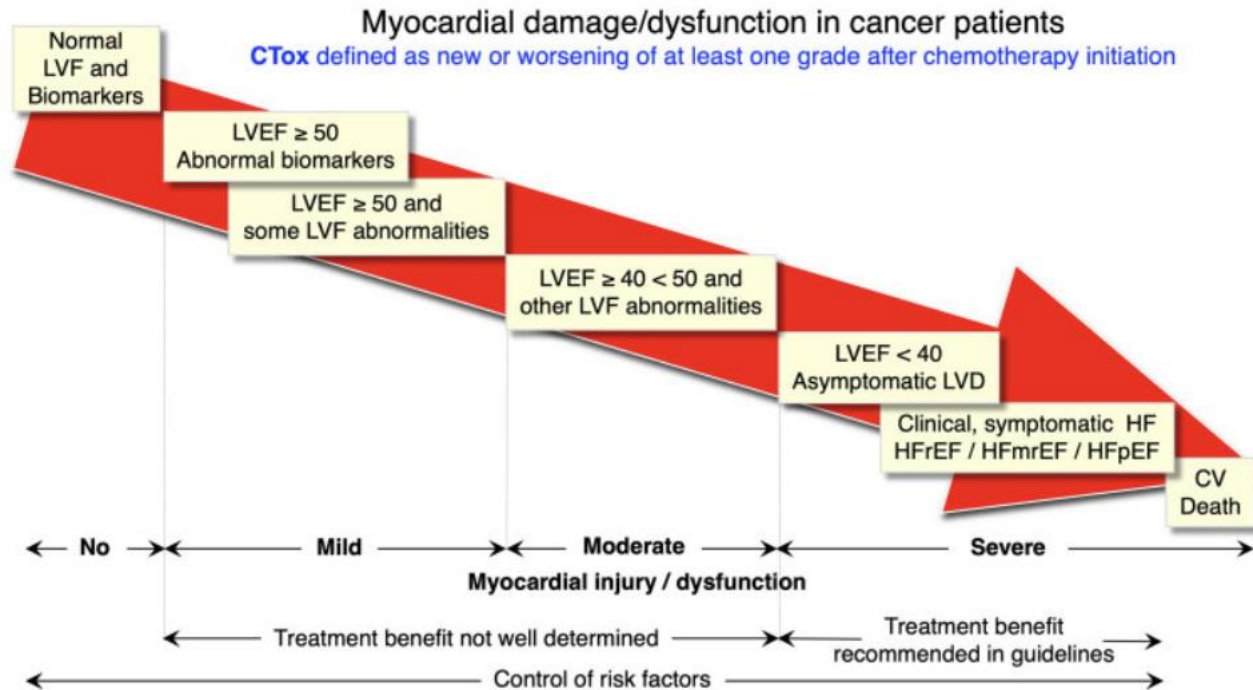 Myocardial damage/dysfunction in cancer patients
CTox defined as new or worsening of at least one grade after chemotherapy initiation
Normal
LVF and
Biomarkers
LVEF ≥ 50
Abnormal biomarkers
LVEF ≥ 50 and
some LVF abnormalities
LVEF ≥ 40 < 50 and
other LVF abnormalities
LVEF < 40
Asymptomatic LVD
Clinical, symptomatic HF
HFrEF / HFmrEF / HFpEF
CV
Death
No
Mild
Moderate
Severe
Myocardial injury / dysfunction
Treatment benefit not well determined
Treatment benefit
recommended in guidelines
Control of risk factors